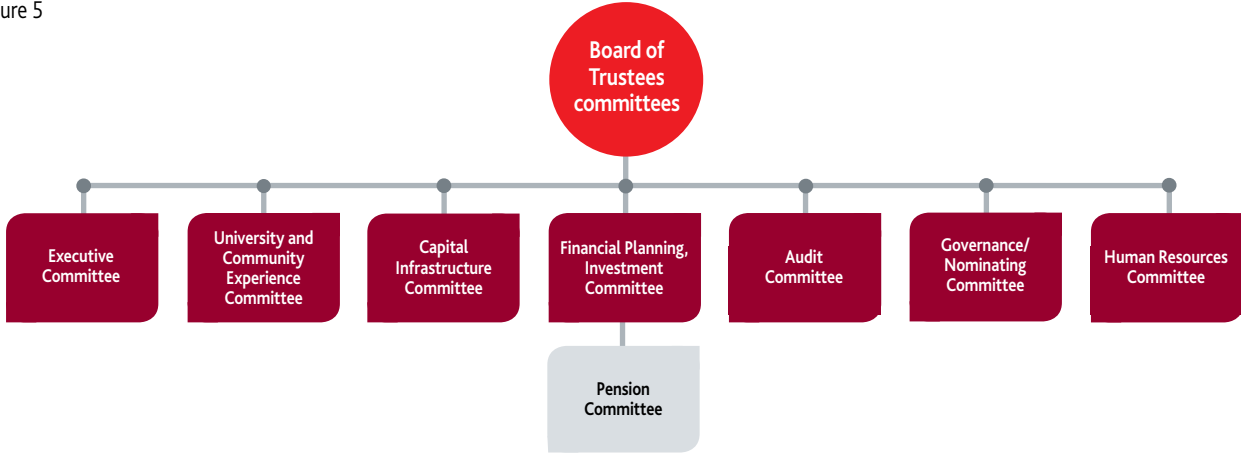 ure 5
Board of
Trustees
committees
Executive
Committee
University and
Community
Experience
Committee
Capital
Infrastructure
Committee
Financial Planning,
Investment
Committee
Audit
Committee
Governance/
Nominating
Committee
Human Resources
Committee
Pension
Committee